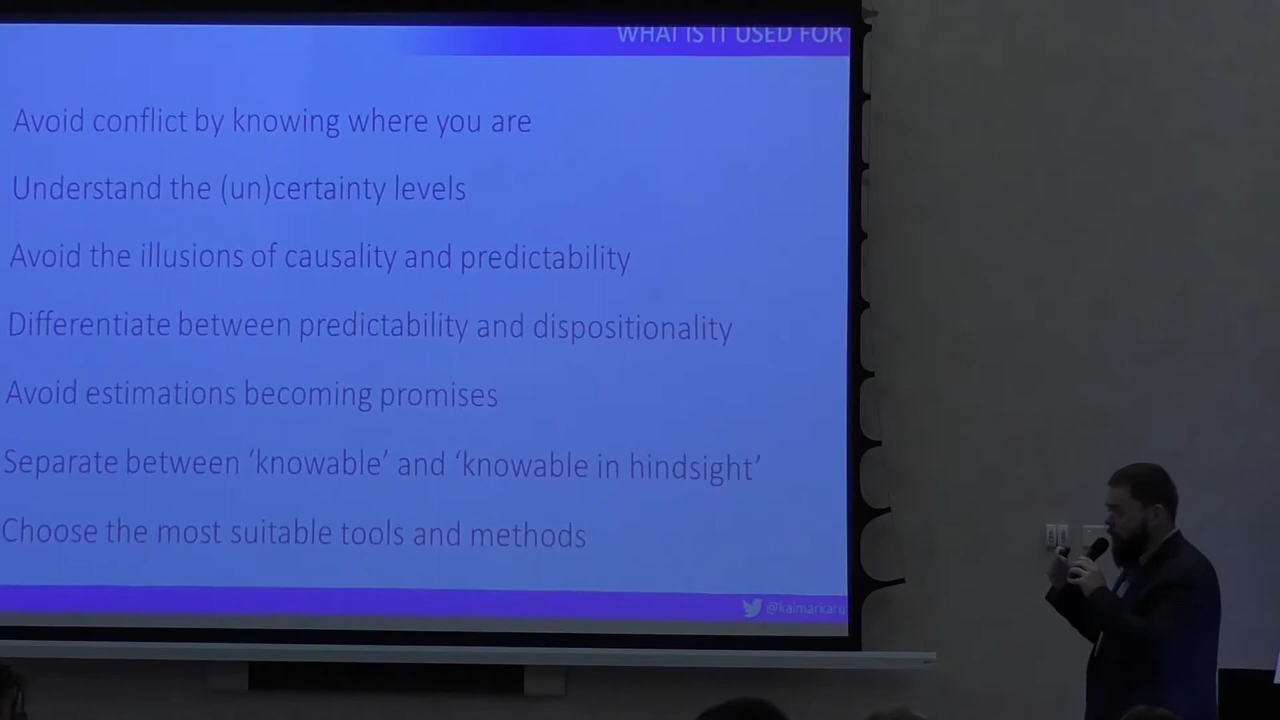 WHAT IS IT USED FOR
Avoid conflict by knowing where you are
Understand the (un)certainty levels
Avoid the illusions of causality and predictability
Differentiate between predictability and dispositionality
Avoid estimations becoming promises
Separate between ‘knowable’ and ‘knowable in hindsight’
Choose the most suitable tools and methods
@kaimarkaru